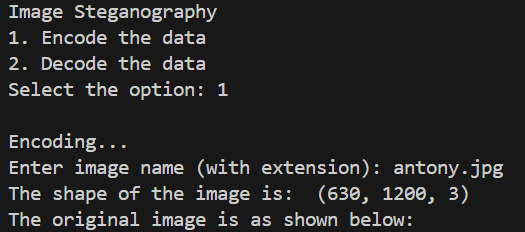 Image Steganography
1. Encode the data
2. Decode the data
Select the option: 1
Encoding...
Enter image name (with extension): antony.jpg
The shape of the image is:  (630, 1200, 3)
The original image is as shown below: